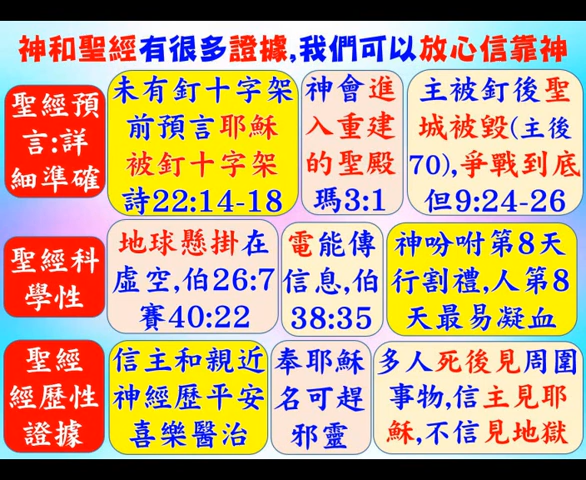 神和聖經有很多證據,我們可以放心信靠神
聖經預
言:詳
細準確
未有釘十字架
前預言耶穌
被釘十字架
詩22:14-18
神會進
入重建
的聖殿
瑪3:1
主被釘後聖
城被毀(主後
70),爭戰到底
但9:24-26
聖經科
學性
地球懸掛在
虛空,伯26:7
賽40:22
電能傳
信息,伯
38:35
神吩咐第8天
行割禮,人第8
天最易凝血
聖經
經歷性
證據
信主和親近
神經歷平安
喜樂醫治
奉耶穌
名可趕
邪靈
多人死後見周圍
事物,信主見耶
穌,不信見地獄